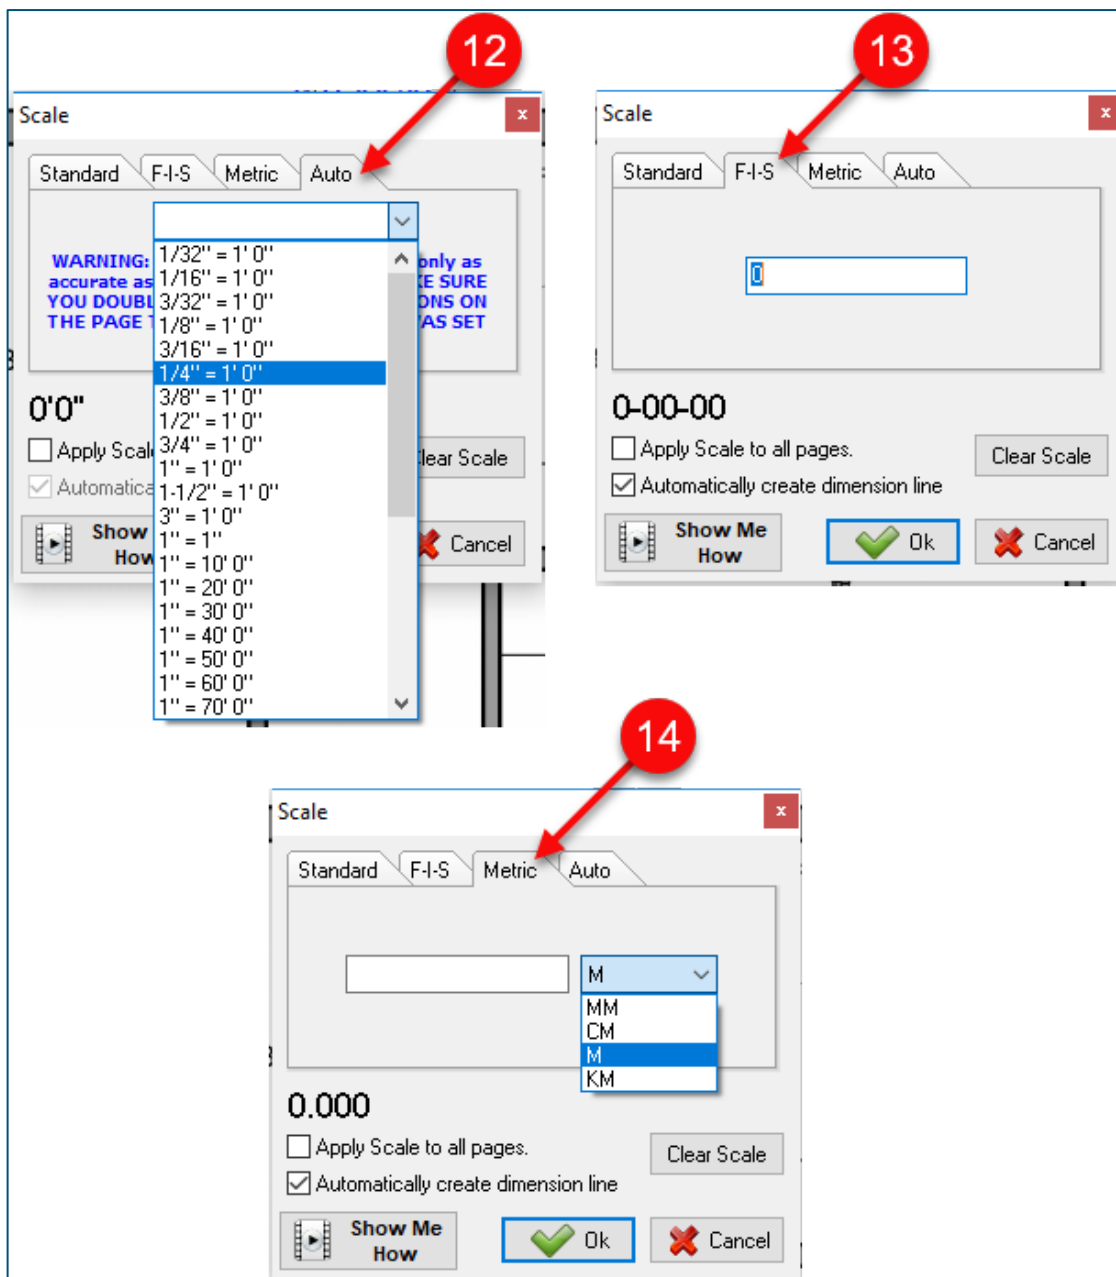 12
Scale
x
Standard
F-I-S
Metric
Auto
WARNING:
only as
accurate as
KE SURE
YOU DOUBL
ONS ON
THE PAGE T
AS SET
1/32" = 1' 0"
1/16" = 1' 0"
3/32" = 1' 0"
1/8" = 1' 0"
3/16" = 1' 0"
1/4" = 1' 0"
3/8" = 1' 0"
1/2" = 1' 0"
3/4" = 1' 0"
1" = 1' 0"
1-1/2" = 1' 0"
3" = 1' 0"
1" = 1"
1" = 10' 0"
1" = 20' 0"
1" = 30' 0"
1" = 40' 0"
1" = 50' 0"
1" = 60' 0"
1" = 70' 0"
0'0"
Apply Scal
lear Scale
Automatica
Show
How
Cancel
13
Scale
x
Standard
F-I-S
Metric
Auto
0
0-00-00
Apply Scale to all pages.
Clear Scale
Automatically create dimension line
Show Me
How
Ok
Cancel
14
Scale
x
Standard
F-I-S
Metric
Auto
M
MM
CM
M
KM
0.000
Apply Scale to all pages.
Clear Scale
Automatically create dimension line
Show Me
How
Ok
Cancel